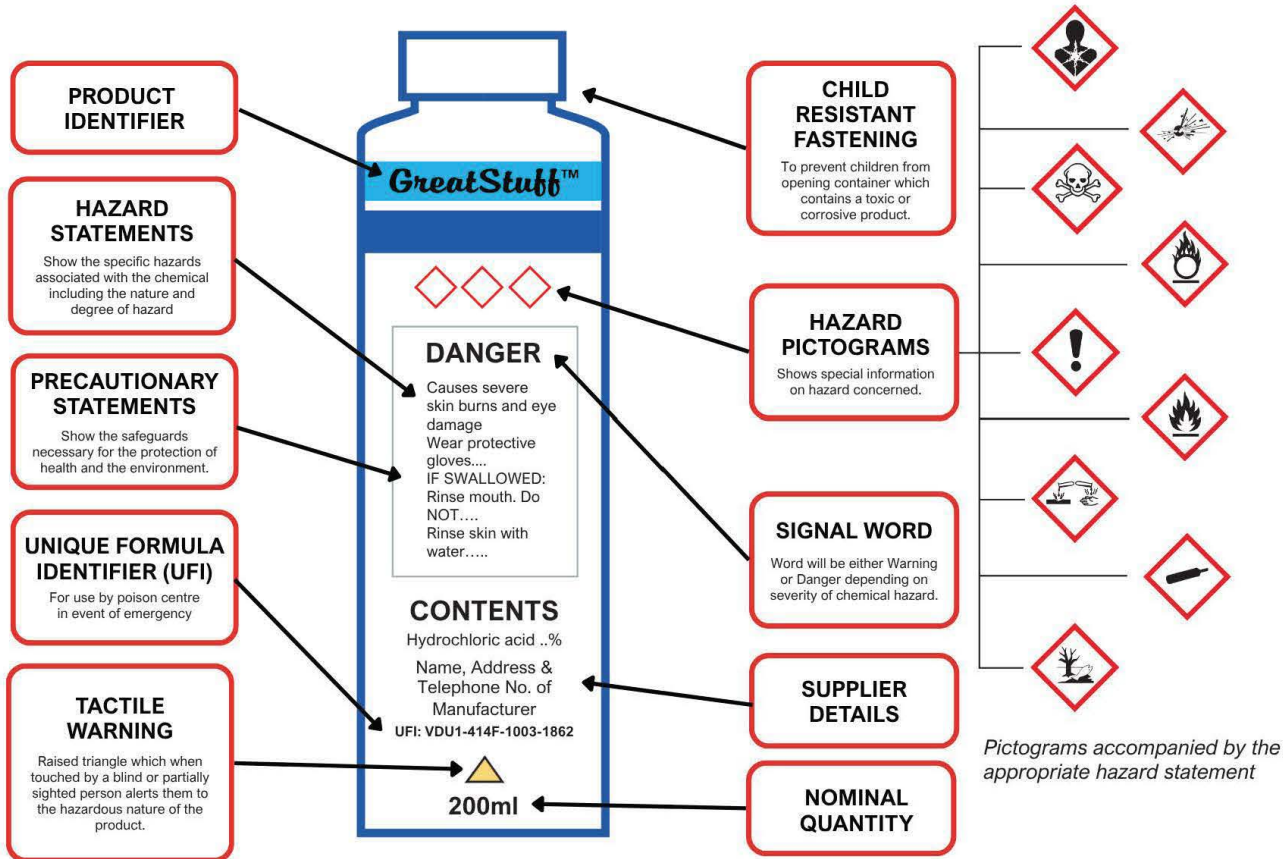 PRODUCT
IDENTIFIER
HAZARD
STATEMENTS
Show the specific hazards
associated with the chemical
including the nature and
degree of hazard
PRECAUTIONARY
STATEMENTS
Show the safeguards
necessary for the protection of
health and the environment.
UNIQUE FORMULA
IDENTIFIER (UFI)
For use by poison centre
in event of emergency
TACTILE
WARNING
Raised triangle which when
touched by a blind or partially
sighted person alerts them to
the hazardous nature of the
product.
GreatStuff™
DANGER
Causes severe
skin burns and eye
damage
Wear protective
gloves....
IF SWALLOWED:
Rinse mouth. Do
NOT....
Rinse skin with
water.....
CONTENTS
Hydrochloric acid ..%
Name, Address &
Telephone No. of
Manufacturer
UFI: VDU1-414F-1003-1862
200ml
CHILD
RESISTANT
FASTENING
To prevent children from
opening container which
contains a toxic or
corrosive product.
HAZARD
PICTOGRAMS
Shows special information
on hazard concerned.
SIGNAL WORD
Word will be either Warning
or Danger depending on
severity of chemical hazard.
SUPPLIER
DETAILS
NOMINAL
QUANTITY
Pictograms accompanied by the
appropriate hazard statement